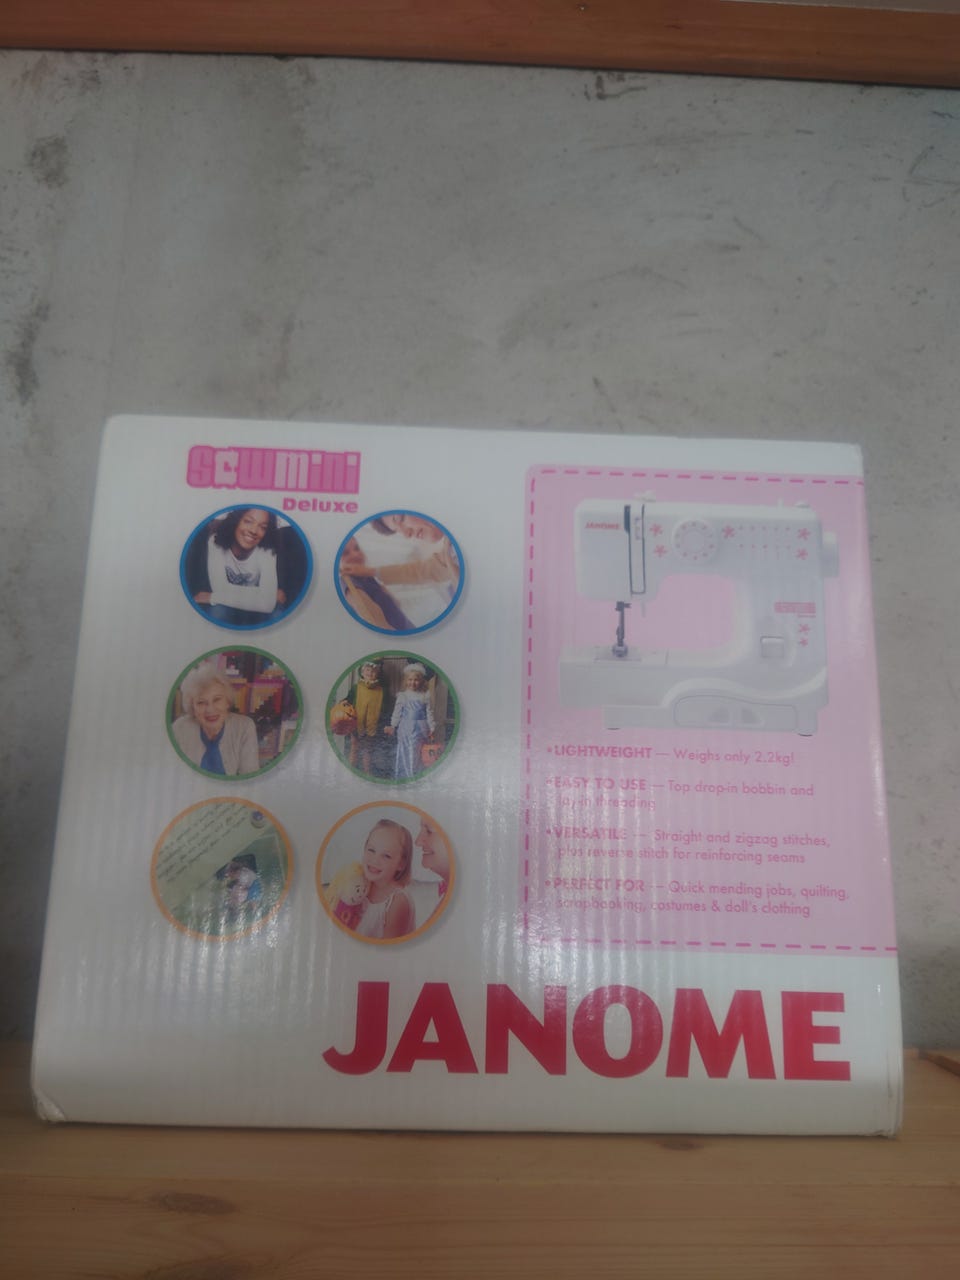 sewmini
Deluxe
JANOME
•LIGHTWEIGHT — Weighs only 2.2kg!
•EASY TO USE — Top drop-in bobbin and
lay-in threading
•VERSATILE — Straight and zigzag stitches,
plus reverse stitch for reinforcing seams
•PERFECT FOR — Quick mending jobs, quilting,
scrapbooking, costumes & doll's clothing
JANOME